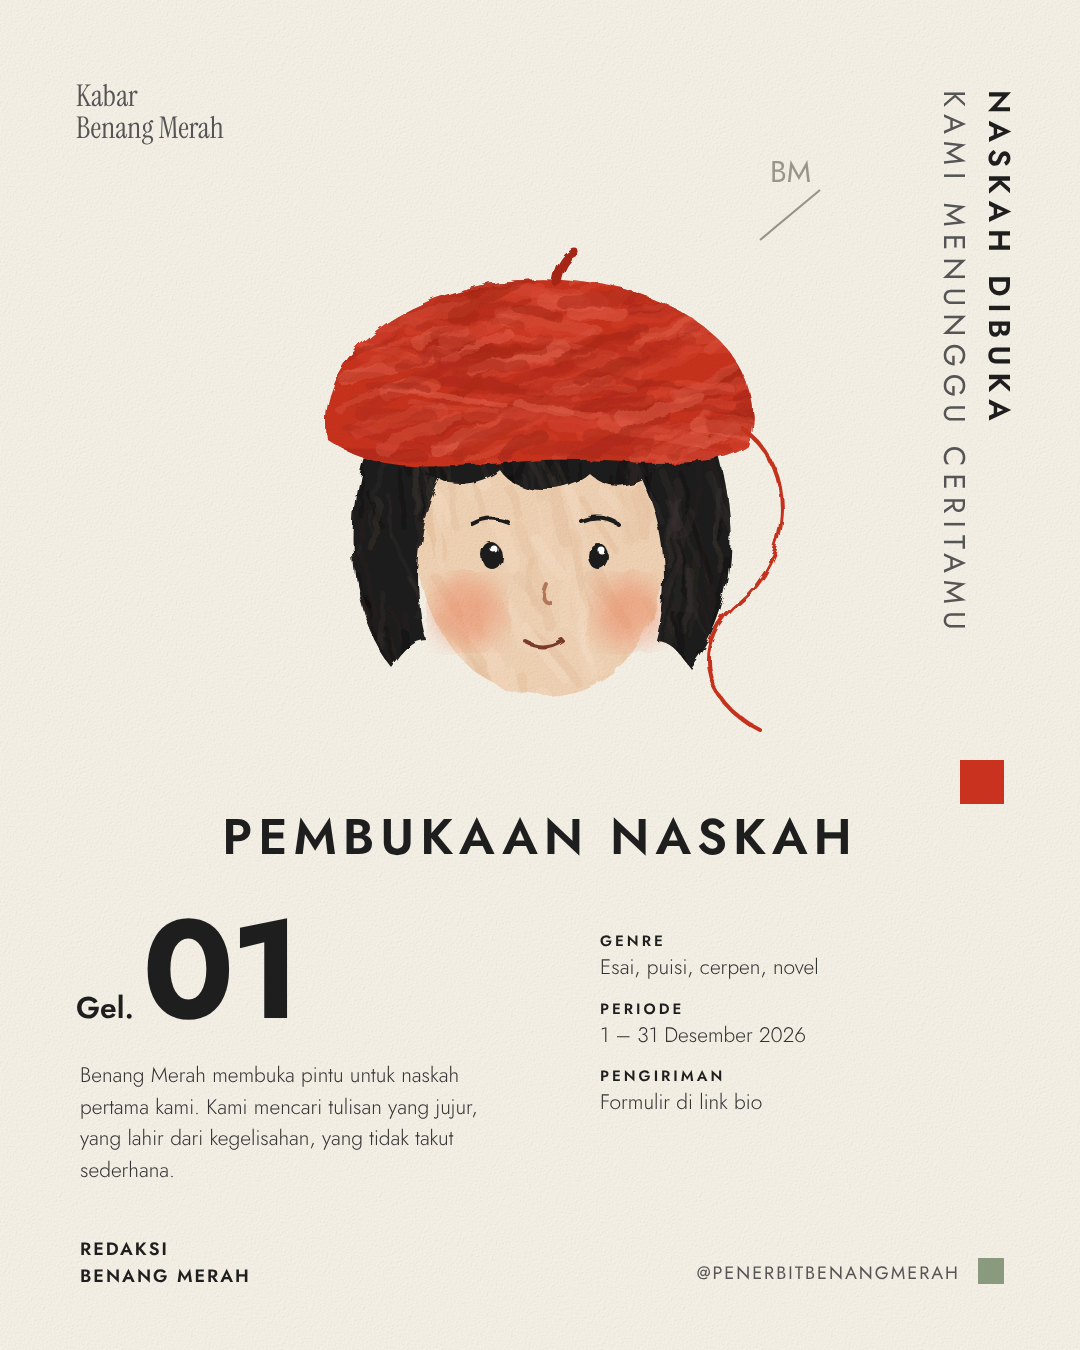 Kabar
Benang Merah
BM
NASKAH DIBUKA
KAMI MENUNGGU CERITAMU
PEMBUKAAN NASKAH
Gel. 01
Benang Merah membuka pintu untuk naskah
pertama kami. Kami mencari tulisan yang jujur,
yang lahir dari kegelisahan, yang tidak takut
sederhana.
GENRE
Esai, puisi, cerpen, novel
PERIODE
1 – 31 Desember 2026
PENGIRIMAN
Formulir di link bio
REDAKSI
BENANG MERAH
@PENERBITBENANGMERAH